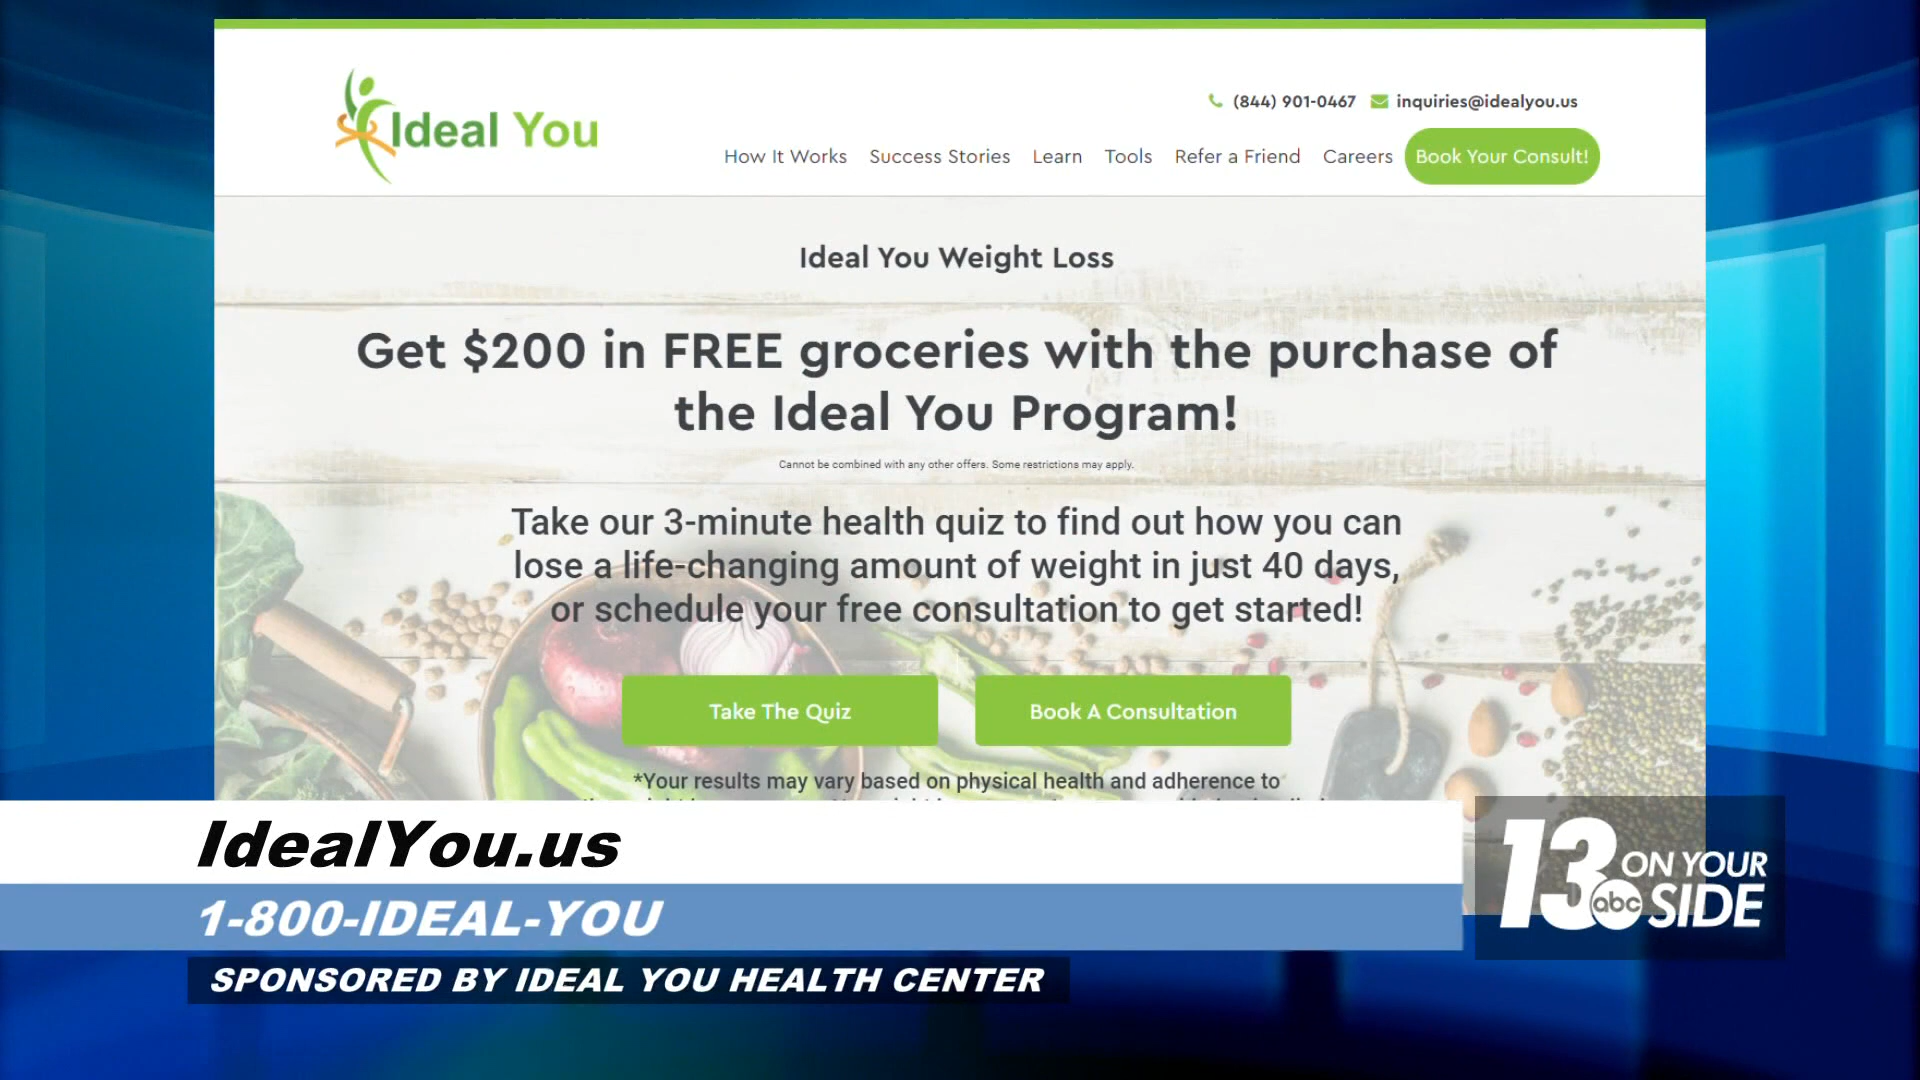 Ideal You
(844) 901-0467 inquiries@idealyou.us
How It Works Success Stories Learn Tools Refer a Friend Careers Book Your Consult!
Ideal You Weight Loss
Get $200 in FREE groceries with the purchase of
the Ideal You Program!
Cannot be combined with any other offers. Some restrictions may apply.
Take our 3-minute health quiz to find out how you can
lose a life-changing amount of weight in just 40 days,
or schedule your free consultation to get started!
Take The Quiz Book A Consultation
*Your results may vary based on physical health and adherence to
IdealYou.us
1-800-IDEAL-YOU
SPONSORED BY IDEAL YOU HEALTH CENTER
13 ON YOUR
abc SIDE